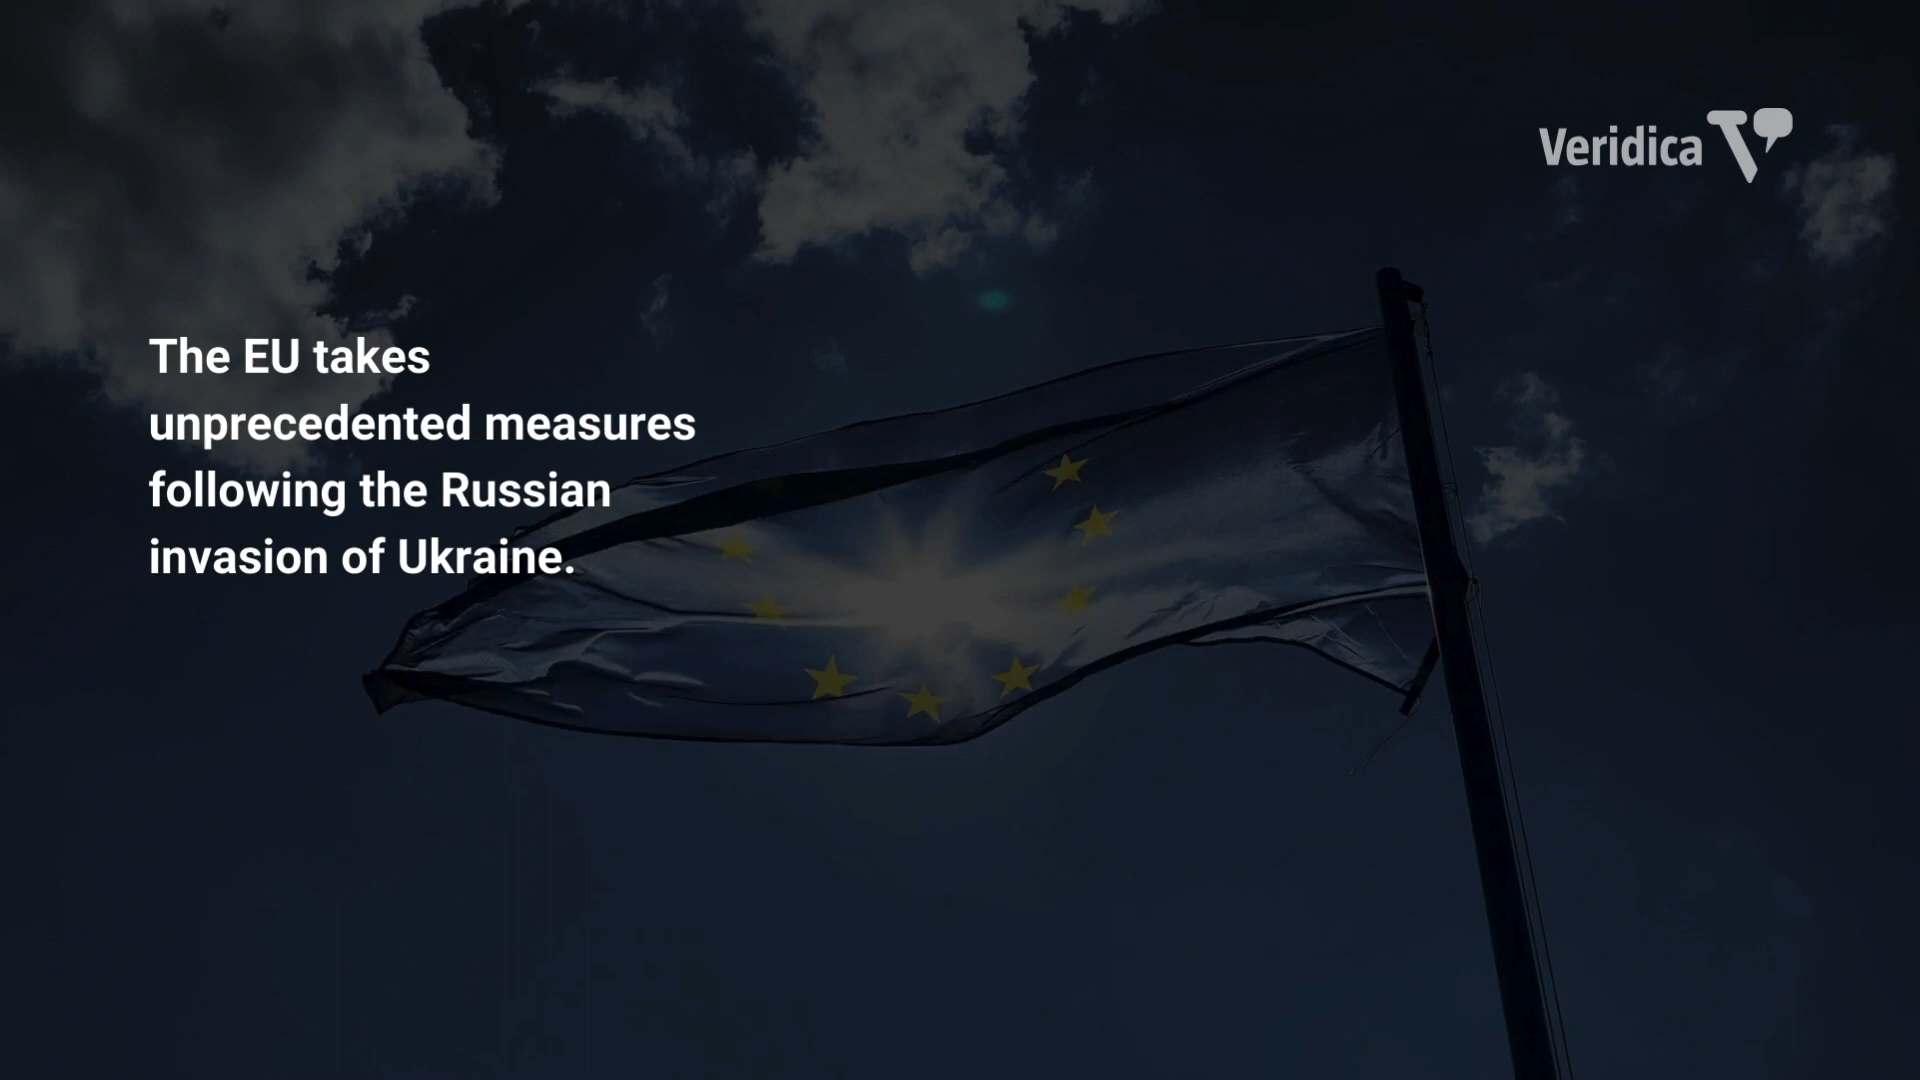 Veridica
The EU takes
unprecedented measures
following the Russian
invasion of Ukraine.